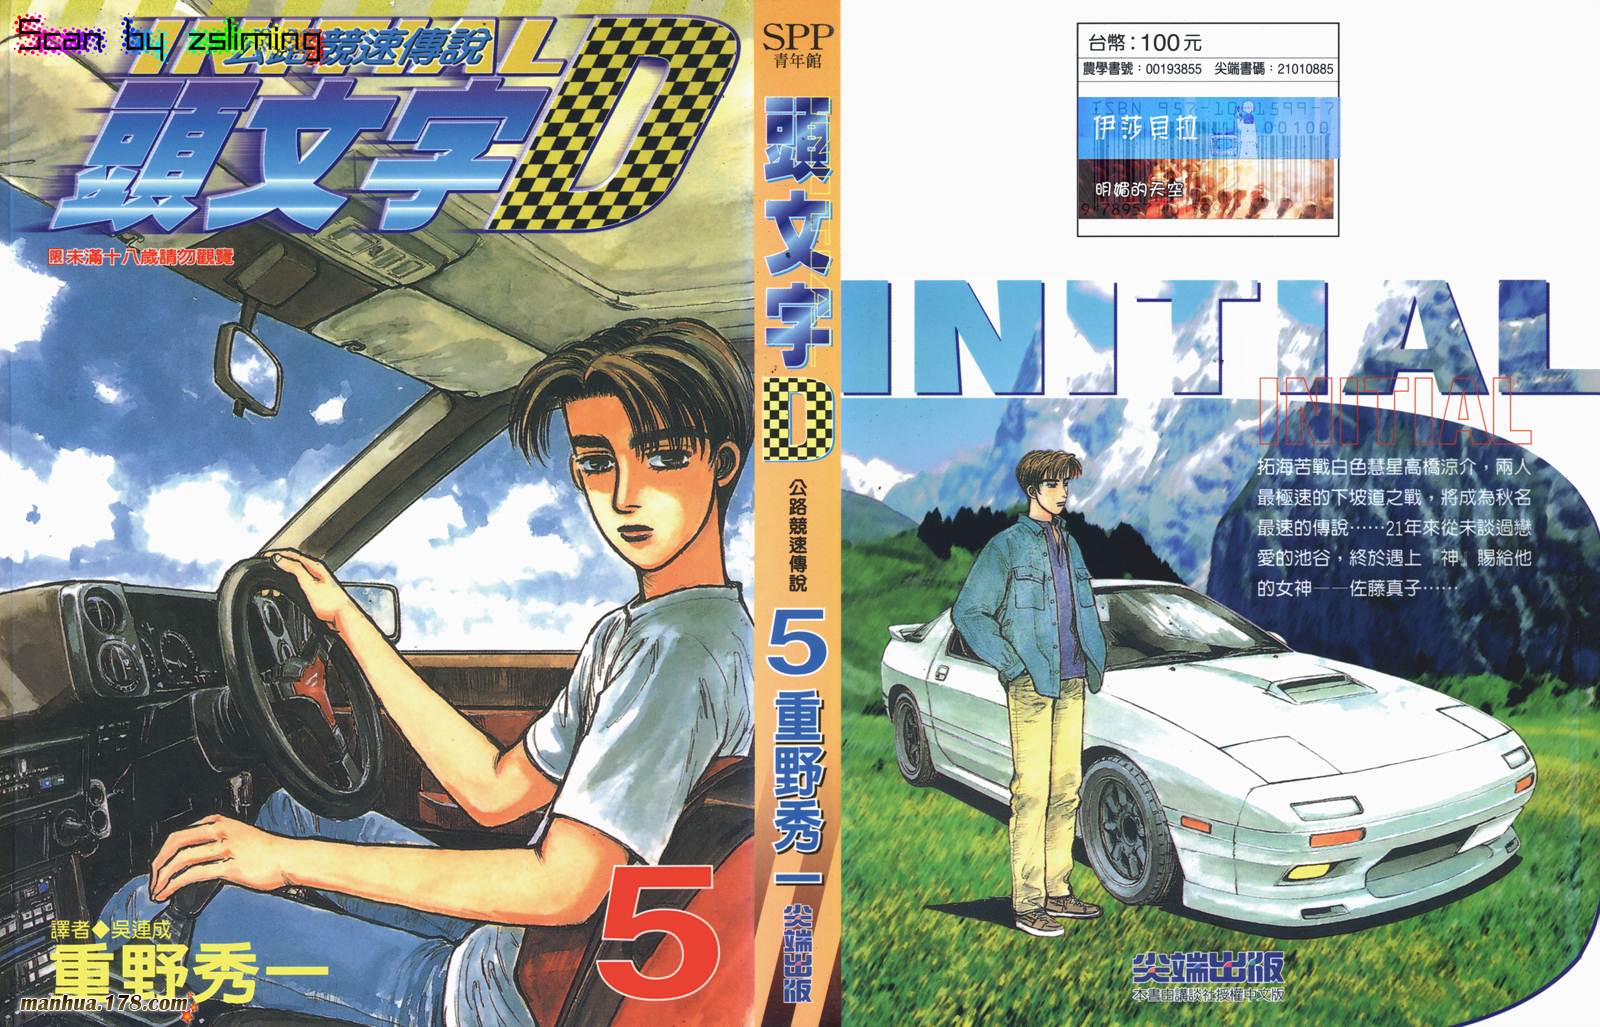 Scan by zsliming
INITIAL
公路競速傳說
頭文字D
限未滿十八歲請勿觀覽
譯者◆吳連成
重野秀一
manhua.178.com
5
SPP
青年館
頭文字D
公路競速傳說
5
重野秀一
尖端出版
台幣：100元
農學書號：00193855 尖端書碼：21010885
伊莎貝拉
明媚的天空
INITIAL
INITIAL
拓海苦戰白色慧星高橋涼介，兩人
最極速的下坡道之戰，將成為秋名
最速的傳說……21年來從未談過戀
愛的池谷，終於遇上『神』賜給他
的女神——佐藤真子……
尖端出版
本書由講談社授權中文版